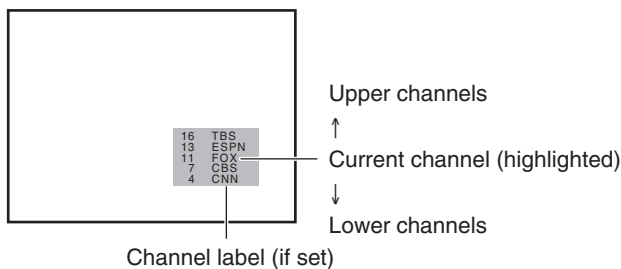 16 TBS
13 ESPN
11 FOX
7 CBS
4 CNN
Upper channels
↑
Current channel (highlighted)
↓
Lower channels
Channel label (if set)